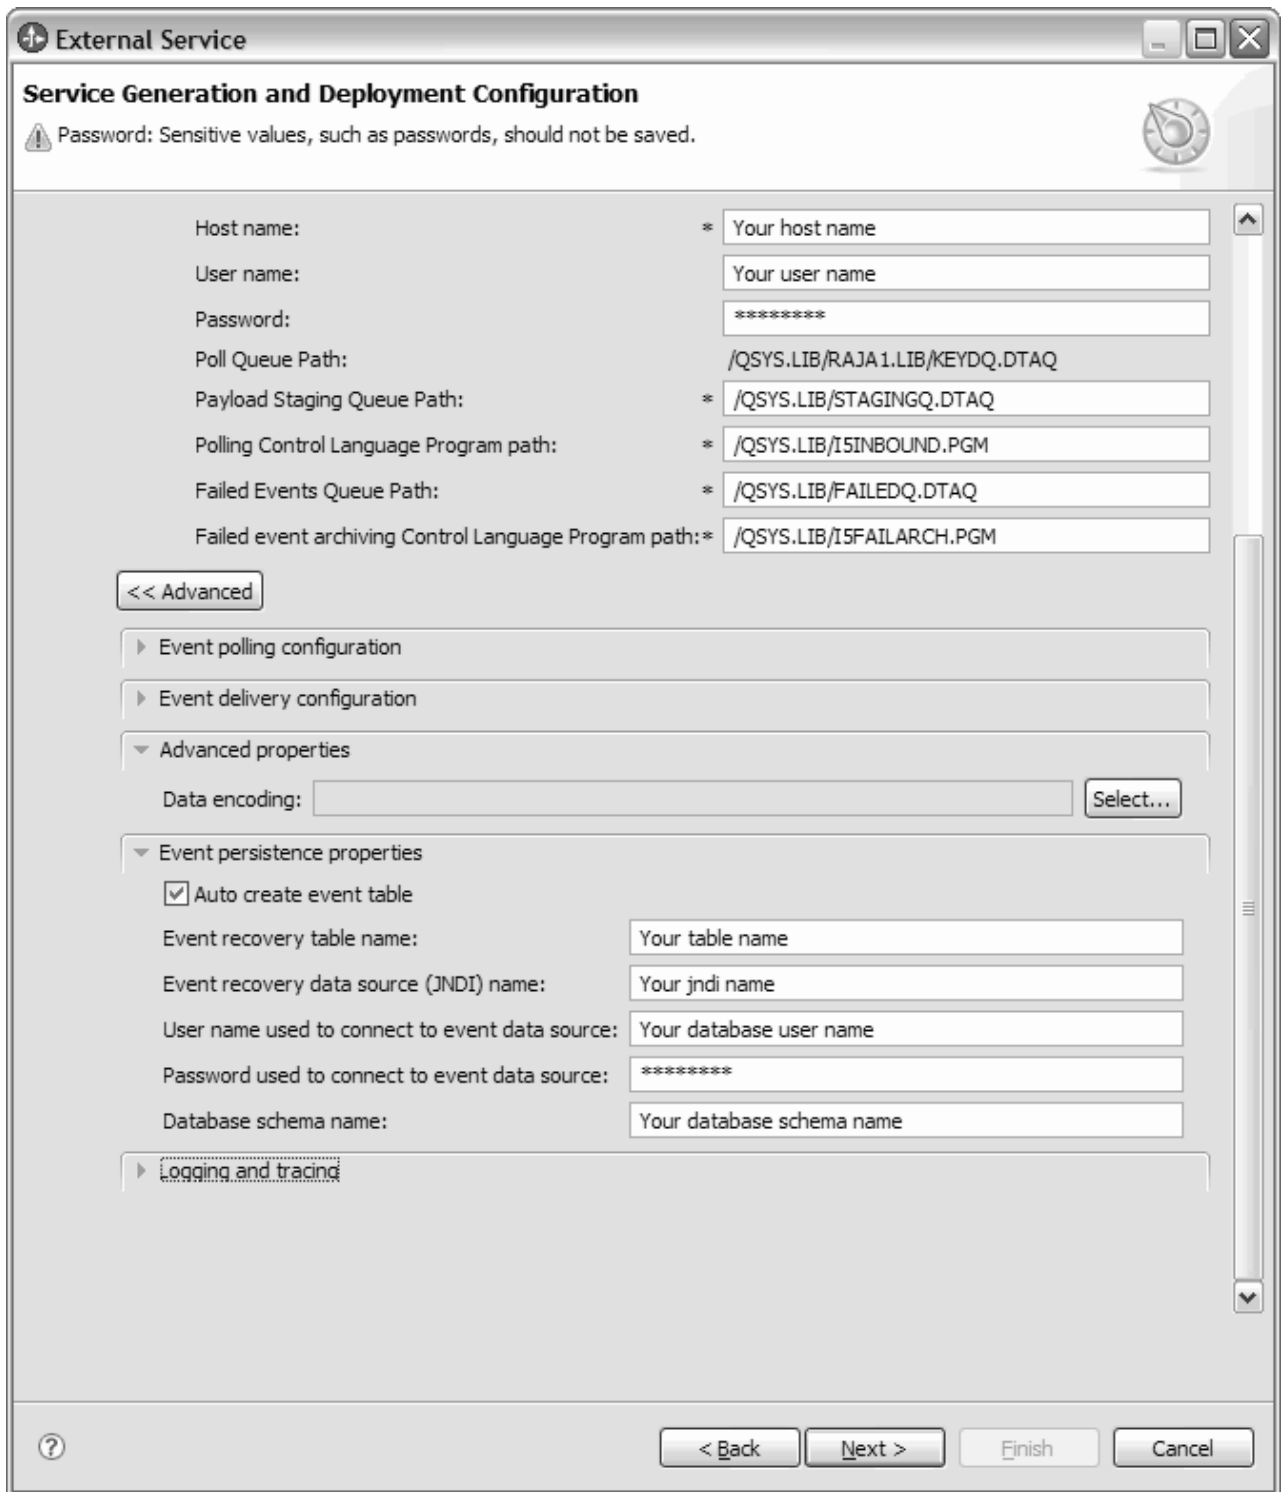 External Service
Service Generation and Deployment Configuration
Password: Sensitive values, such as passwords, should not be saved.
Host name: * Your host name
User name: Your user name
Password: ********
Poll Queue Path: /QSYS.LIB/RAJA1.LIB/KEYDQ.DTAQ
Payload Staging Queue Path: * /QSYS.LIB/STAGINGQ.DTAQ
Polling Control Language Program path: * /QSYS.LIB/I5INBOUND.PGM
Failed Events Queue Path: * /QSYS.LIB/FAILEDQ.DTAQ
Failed event archiving Control Language Program path:* /QSYS.LIB/I5FAILARCH.PGM
<< Advanced
Event polling configuration
Event delivery configuration
Advanced properties
Data encoding: Select...
Event persistence properties
Auto create event table
Event recovery table name: Your table name
Event recovery data source (JNDI) name: Your jndi name
User name used to connect to event data source: Your database user name
Password used to connect to event data source: ********
Database schema name: Your database schema name
Logging and tracing
? < Back Next > Finish Cancel